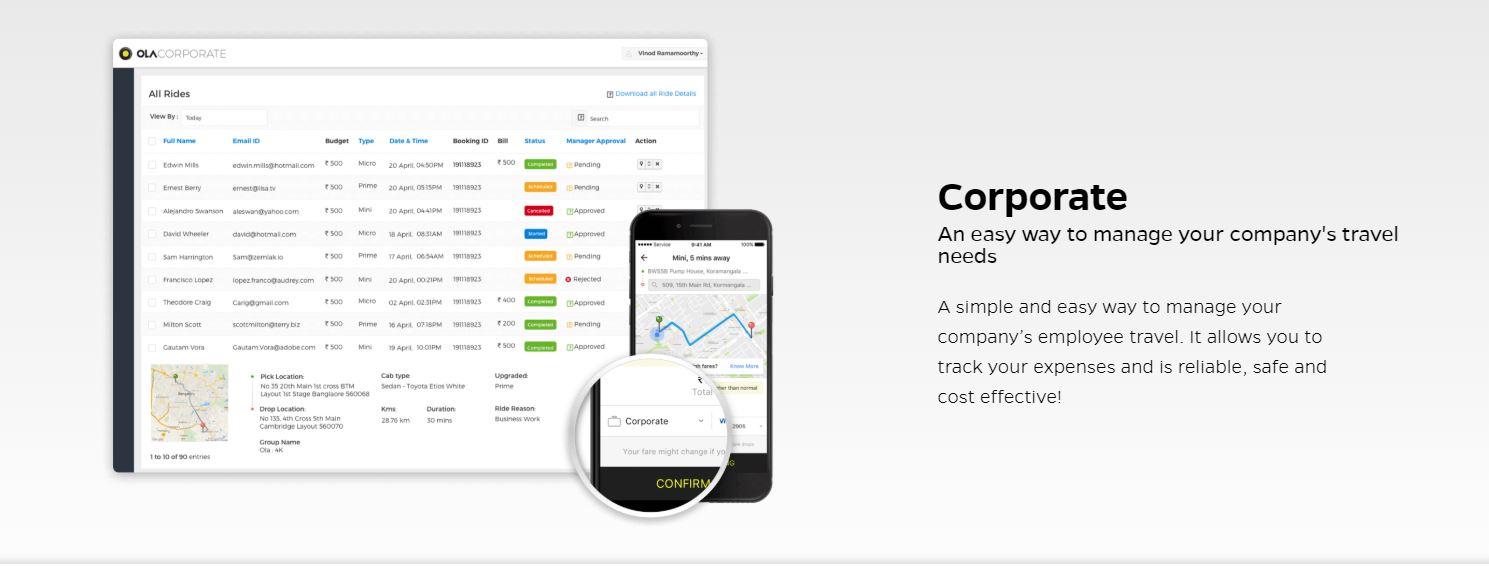 OLACORPORATE
Vinod Ramamoorthy
All Rides
Download all Ride Details
View By : Today
Search
Full Name Email ID Budget Type Date & Time Booking ID Bill Status Manager Approval Action
Edwin Mills edwin.mills@hotmail.com ₹ 500 Micro 20 April, 04:50PM 191118923 ₹ 500 Completed Pending
Ernest Berry ernest@lisa.tv ₹ 500 Prime 20 April, 05:15PM 191118923 Scheduled Pending
Alejandro Swanson aleswan@yahoo.com ₹ 500 Mini 20 April, 04:41PM 191118923 Cancelled Approved
David Wheeler david@hotmail.com ₹ 500 Micro 18 April, 08:31AM 191118923 Started Approved
Sam Harrington Sam@zemlak.io ₹ 500 Prime 17 April, 06:54AM 191118923 Scheduled Pending
Francisco Lopez lopez.franco@audrey.com ₹ 500 Mini 20 April, 00:21PM 191118923 Scheduled Rejected
Theodore Craig Carig@gmail.com ₹ 500 Micro 02 April, 02:31PM 191118923 ₹ 400 Completed Approved
Milton Scott scottmilton@terry.biz ₹ 500 Prime 16 April, 07:18PM 191118923 ₹ 200 Completed Pending
Gautam Vora Gautam.Vora@adobe.com ₹ 500 Mini 19 April, 10:01PM 191118923 ₹ 500 Completed Approved
Pick Location:
No 35 20th Main 1st cross BTM
Layout 1st Stage Banglaore 560068
Drop Location:
No 135, 4th Cross 5th Main
Cambridge Layout 560070
Group Name
Ola . 4K
Cab type:
Sedan - Toyota Etios White
Kms: Duration:
28.76 km 30 mins
Upgraded:
Prime
Ride Reason:
Business Work
1 to 10 of 90 entries
Service 9:41 AM 100%
Mini, 5 mins away
BWSSB Pump House, Koramangala ...
509, 15th Main Rd, Kormangala ...
fares? Know More
than normal
₹
Total
Corporate
2905
Your fare might change if yo
CONFIRM
Corporate
An easy way to manage your company's travel
needs
A simple and easy way to manage your
company’s employee travel. It allows you to
track your expenses and is reliable, safe and
cost effective!